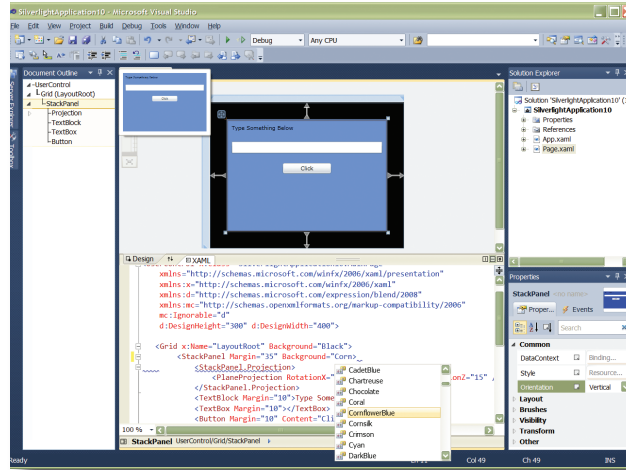 SilverlightApplication10 - Microsoft Visual Studio
File Edit View Project Build Debug Tools Window Help
Debug Any CPU
Document Outline
UserControl
Grid (LayoutRoot)
StackPanel
Projection
TextBlock
TextBox
Button
Server Explorer
Toolbox
Type Something Below
Click
Type Something Below
Click
Design XAML
xmlns="http://schemas.microsoft.com/winfx/2006/xaml/presentation"
xmlns:x="http://schemas.microsoft.com/winfx/2006/xaml"
xmlns:d="http://schemas.microsoft.com/expression/blend/2008"
xmlns:mc="http://schemas.openxmlformats.org/markup-compatibility/2006"
mc:Ignorable="d"
d:DesignHeight="300" d:DesignWidth="400">
<Grid x:Name="LayoutRoot" Background="Black">
<StackPanel Margin="35" Background="Corn>
<StackPanel.Projection>
<PlaneProjection RotationX="
onZ="15"
</StackPanel.Projection>
<TextBlock Margin="10">Type Some
<TextBox Margin="10"></TextBox>
<Button Margin="10" Content="Cli
CadetBlue
Chartreuse
Chocolate
Coral
CornflowerBlue
Cornsilk
Crimson
Cyan
DarkBlue
100 %
StackPanel UserControl/Grid/StackPanel
Solution Explorer
Solution 'SilverlightApplication10' (
SilverlightApplication10
Properties
References
App.xaml
Page.xaml
Properties
StackPanel <no name>
Proper... Events
Search
Common
DataContext Binding...
Style Resource...
Orientation Vertical
Layout
Brushes
Visibility
Transform
Other
Ready Col 49 Ch 49 INS